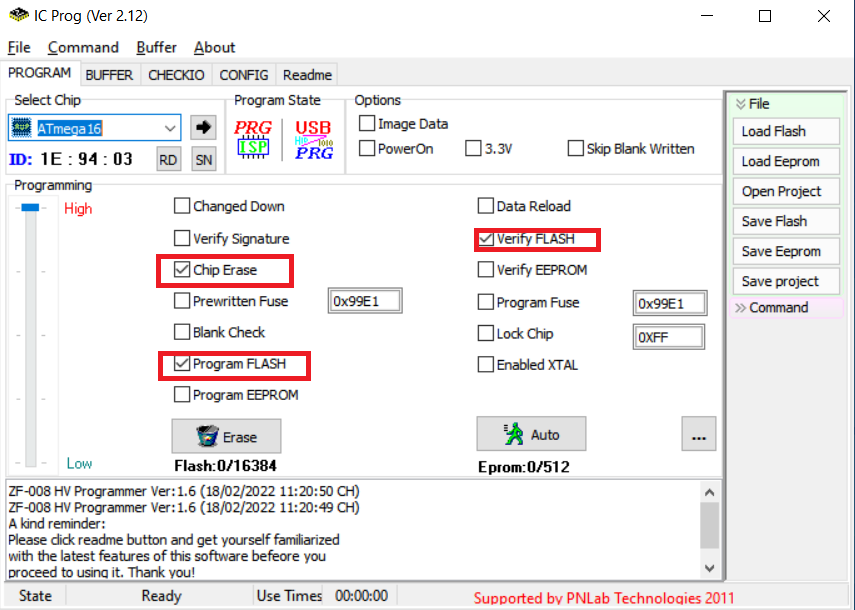 IC Prog (Ver 2.12)
File Command Buffer About
PROGRAM BUFFER CHECKIO CONFIG Readme
Select Chip
ATmega16
ID: 1E : 94 : 03 RD SN
Program State
PRG
ISP
USB
PRG
Options
Image Data
PowerOn 3.3V Skip Blank Written
Programming
High
Low
Changed Down
Verify Signature
Chip Erase
Prewritten Fuse 0x99E1
Blank Check
Program FLASH
Program EEPROM
Erase
Flash:0/16384
Data Reload
Verify FLASH
Verify EEPROM
Program Fuse 0x99E1
Lock Chip 0XFF
Enabled XTAL
Auto ...
Eprom:0/512
File
Load Flash
Load Eeprom
Open Project
Save Flash
Save Eeprom
Save project
Command
ZF-008 HV Programmer Ver:1.6 (18/02/2022 11:20:50 CH)
ZF-008 HV Programmer Ver:1.6 (18/02/2022 11:20:49 CH)
A kind reminder:
Please click readme button and get yourself familiarized
with the latest features of this software befeore you
proceed to using it. Thank you!
State Ready Use Times 00:00:00 Supported by PNLab Technologies 2011